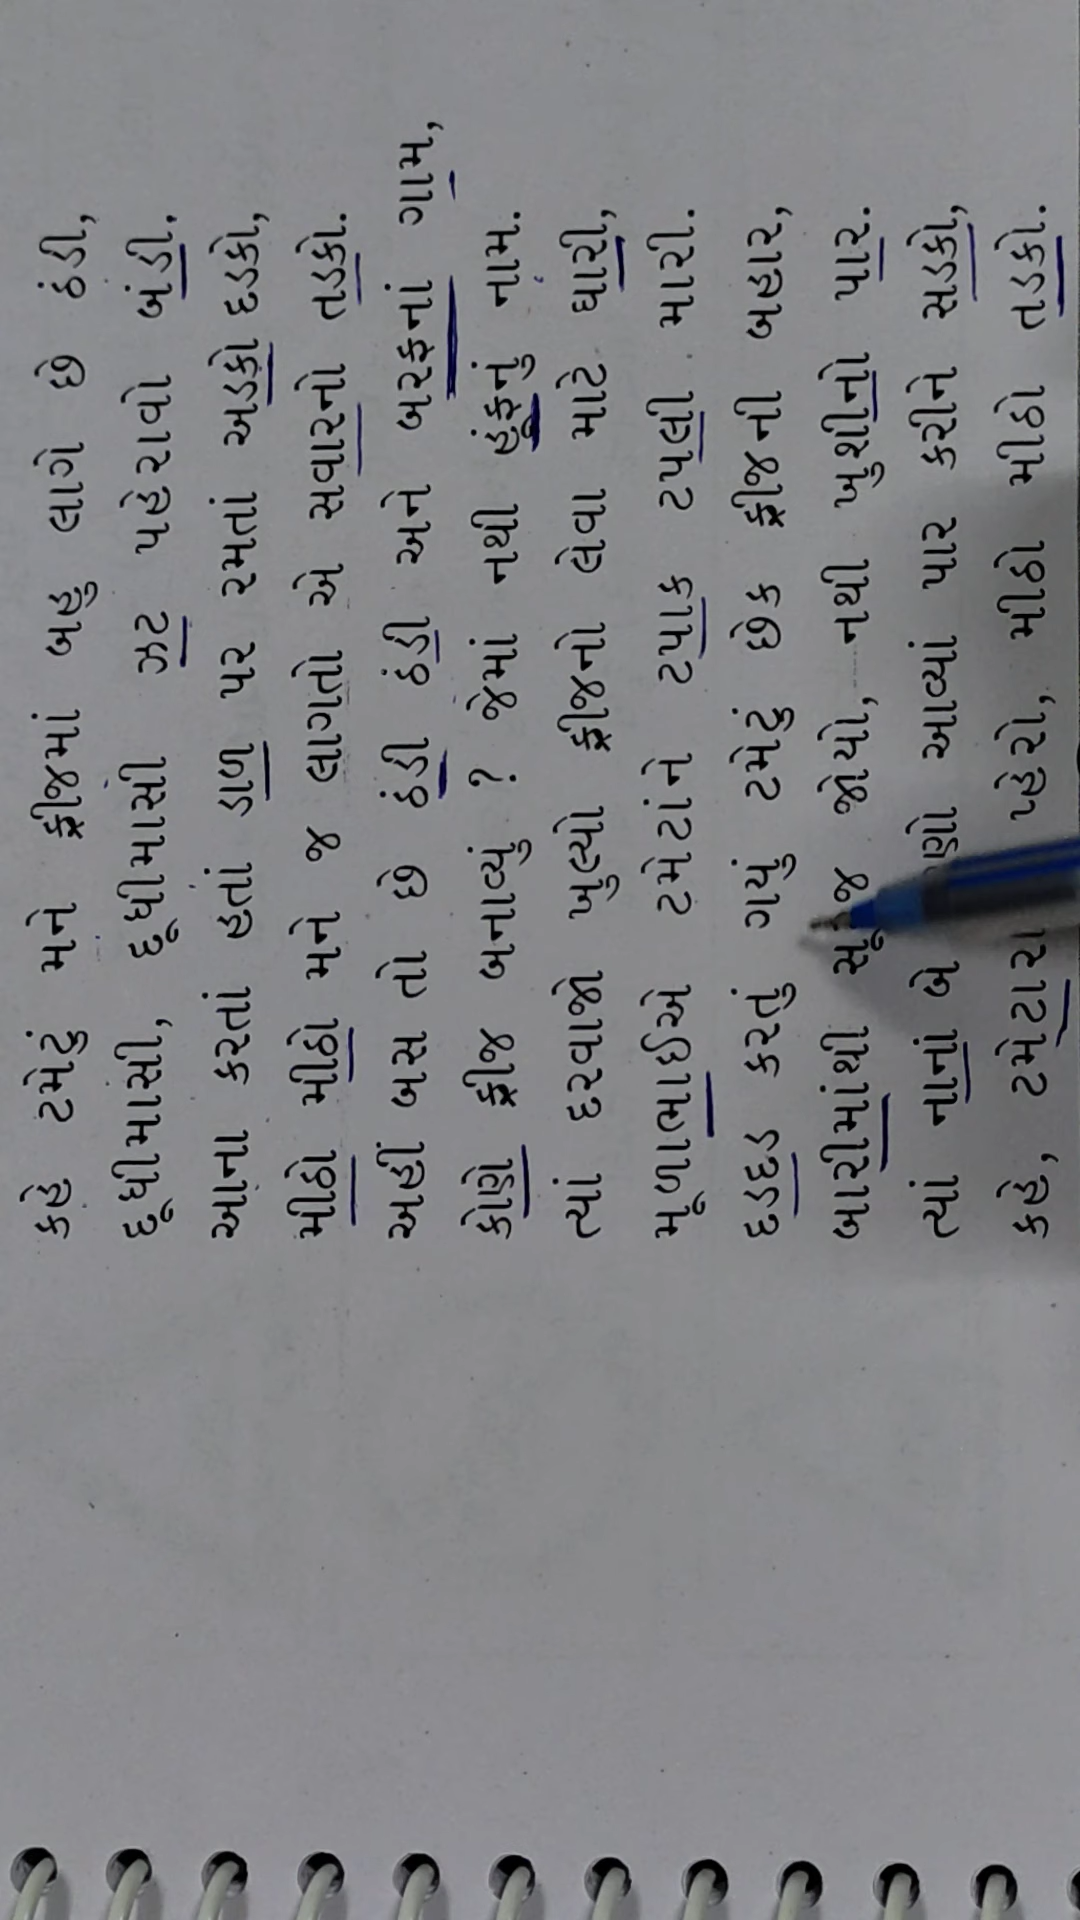 કહે ટમેટું મને ફ્રીજમાં બહુ લાગે છે ઠંડી,
દૂધીમાસી, દૂધીમાસી ઝટ પહેરાવો બંડી.
આના કરતાં હતાં ડાળ પર રમતાં અડકો દડકો,
મીઠો મીઠો મને જ લાગતો એ સવારનો તડકો.
અહીં બસ તો છે ઠંડી ઠંડી અને બરફનાં ગામ,
કોણે ફ્રીજ બનાવ્યું ? જેમાં નથી હૂંફનું નામ.
ત્યાં દરવાજો ખુલ્યો ફ્રીજનો લેવા માટે ઘારી,
મૂળાભાઈએ ટમેટાંને ટપાક ટપલી મારી.
દડદડ કરતું ગયું ટમેટું છેક ફ્રીજની બહાર,
બારીમાંથી સૂરજ જોયો, નથી ખુશીનો પાર.
ત્યાં નાનાં બે આવ્યાં પાર કરીને સડકો,
કહે, ટમેટારાજા પહેરો, મીઠો મીઠો તડકો.